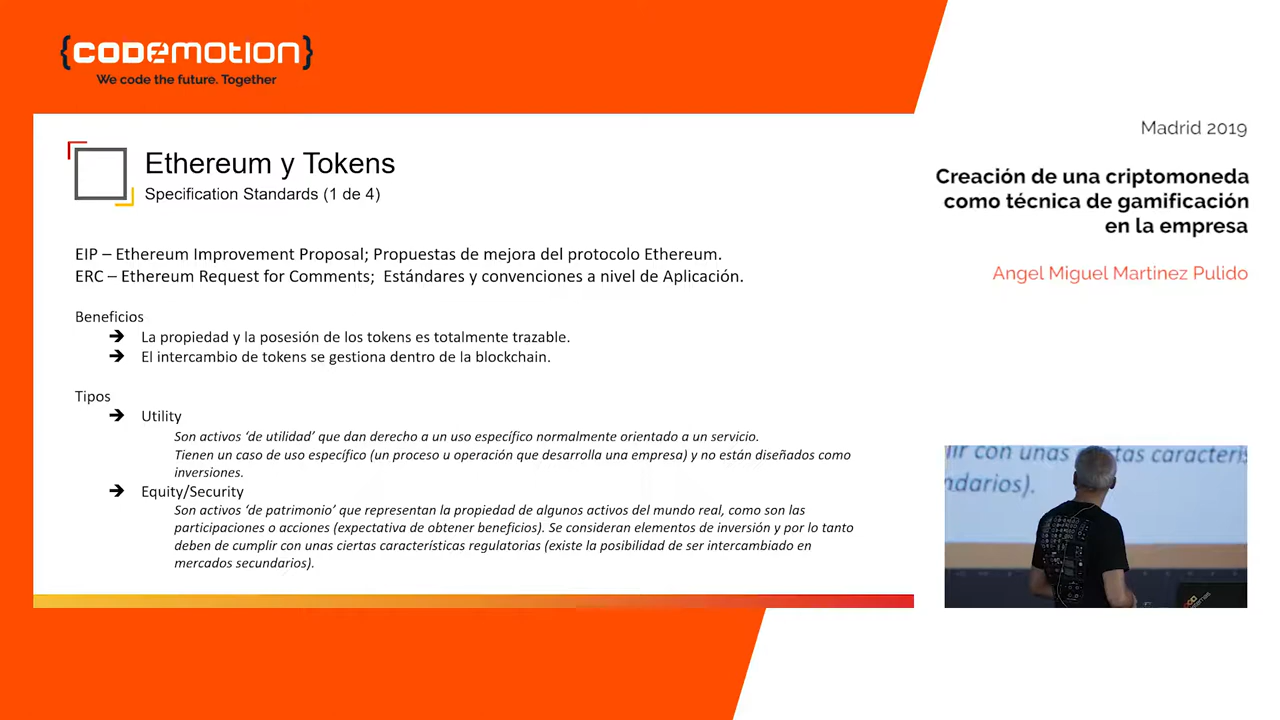 {CODEMOTION}
We code the future. Together
Ethereum y Tokens
Specification Standards (1 de 4)
EIP – Ethereum Improvement Proposal; Propuestas de mejora del protocolo Ethereum.
ERC – Ethereum Request for Comments; Estándares y convenciones a nivel de Aplicación.
Beneficios
➔ La propiedad y la posesión de los tokens es totalmente trazable.
➔ El intercambio de tokens se gestiona dentro de la blockchain.
Tipos
➔ Utility
Son activos ‘de utilidad’ que dan derecho a un uso específico normalmente orientado a un servicio.
Tienen un caso de uso específico (un proceso u operación que desarrolla una empresa) y no están diseñados como
inversiones.
➔ Equity/Security
Son activos ‘de patrimonio’ que representan la propiedad de algunos activos del mundo real, como son las
participaciones o acciones (expectativa de obtener beneficios). Se consideran elementos de inversión y por lo tanto
deben de cumplir con unas ciertas características regulatorias (existe la posibilidad de ser intercambiado en
mercados secundarios).
Madrid 2019
Creación de una criptomoneda
como técnica de gamificación
en la empresa
Angel Miguel Martinez Pulido
ir con unas
ndarios).